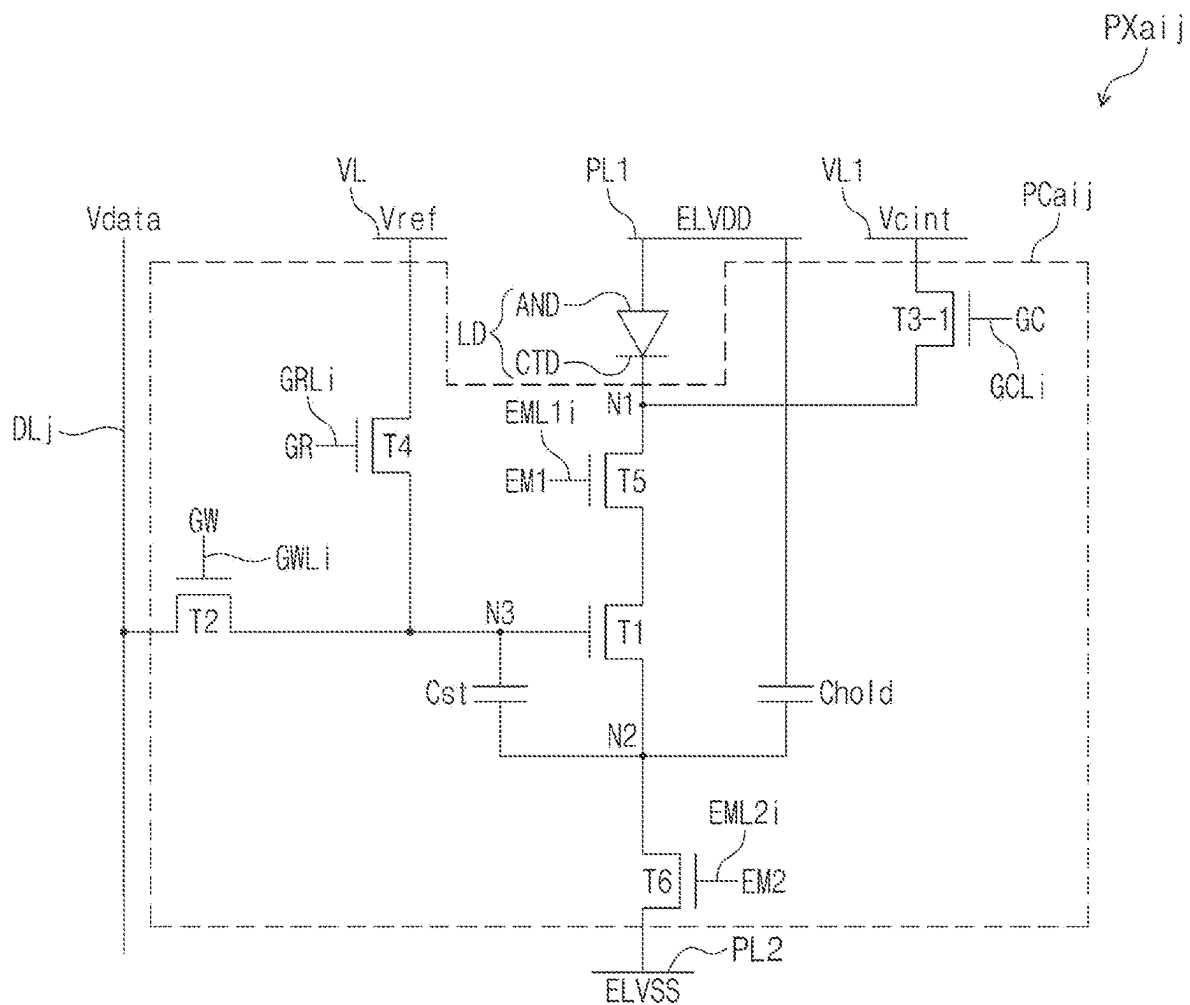 PXaij
VL
PL1
VL1
PCaij
Vdata
Vref
ELVDD
Vcint
AND
LD
CTD
T3-1
GC
GCLi
N1
GRLi
EML1i
DLj
GR
T4
EM1
T5
GW
GWLi
T2
N3
T1
Cst
Chold
N2
EML2i
T6
EM2
PL2
ELVSS